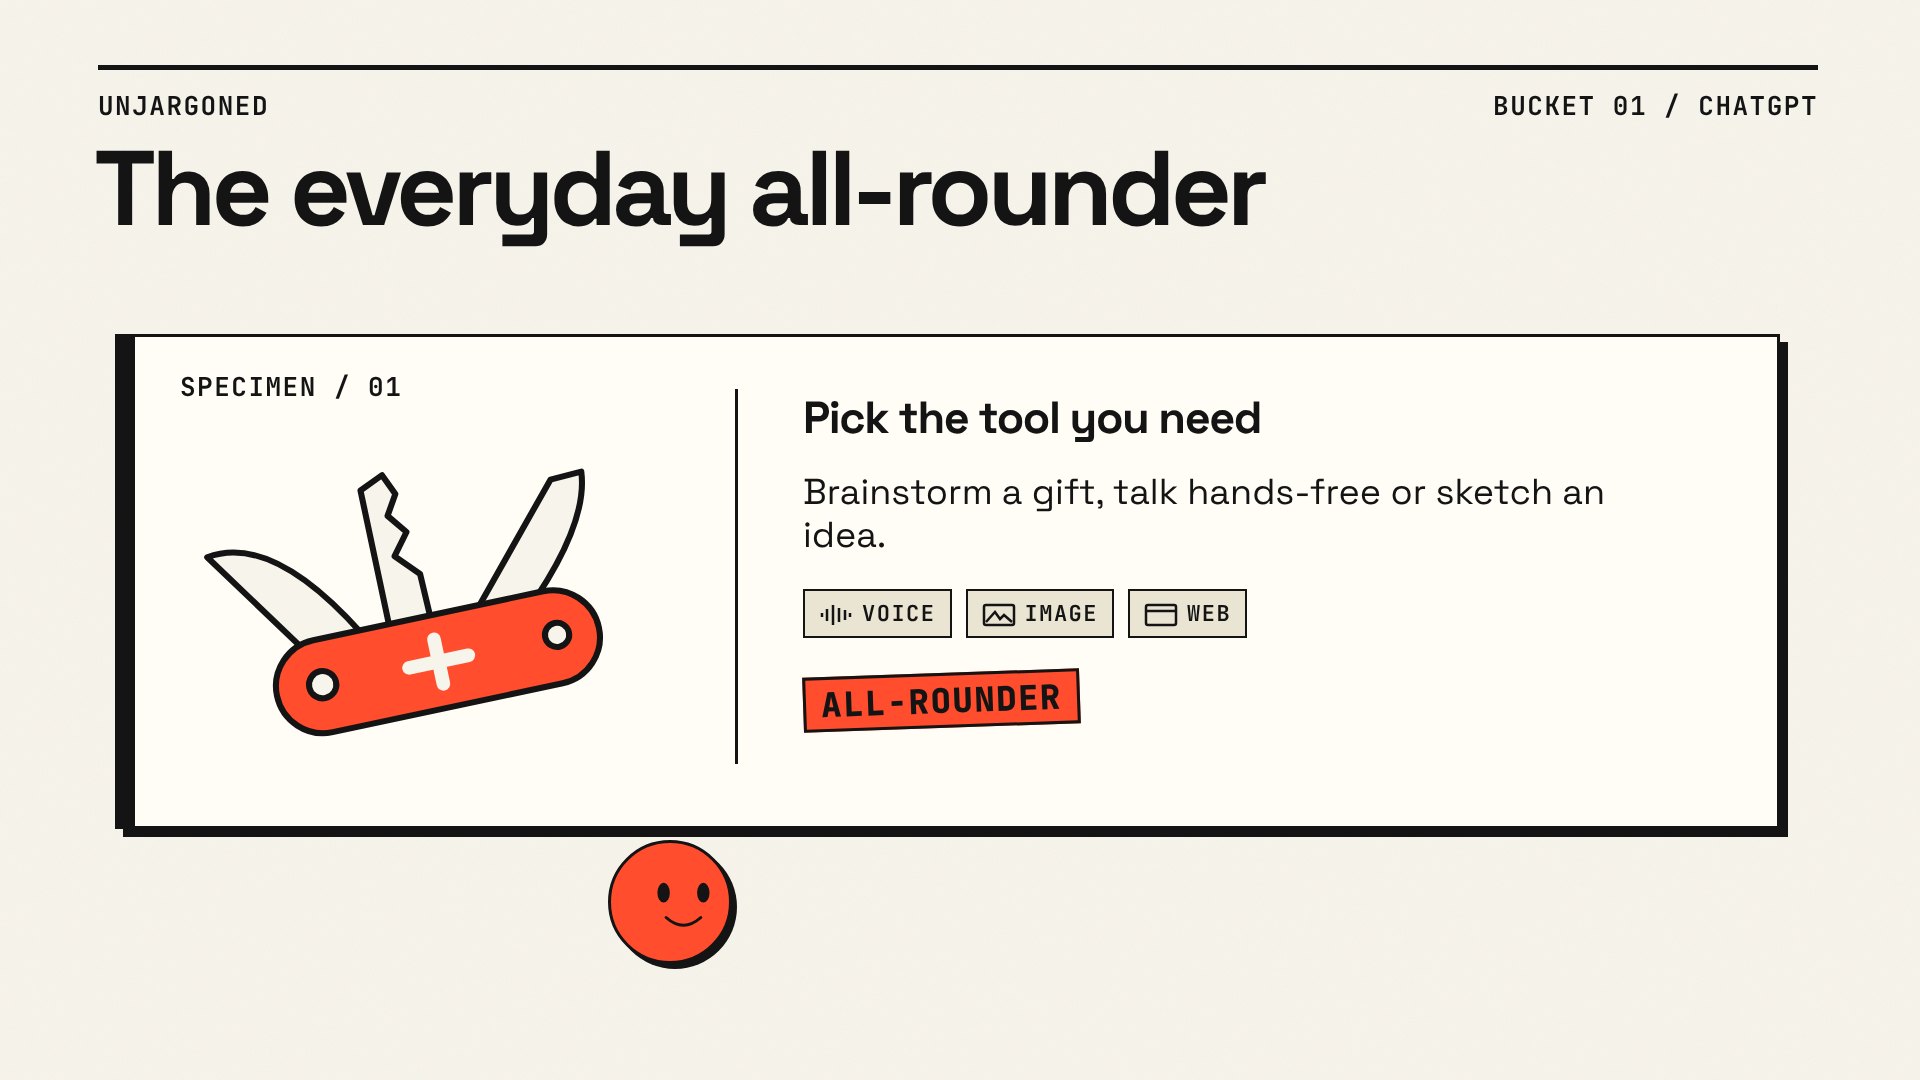 UNJARGONED
BUCKET 01 / CHATGPT
The everyday all-rounder
SPECIMEN / 01
Pick the tool you need
Brainstorm a gift, talk hands-free or sketch an
idea.
VOICE
IMAGE
WEB
ALL-ROUNDER